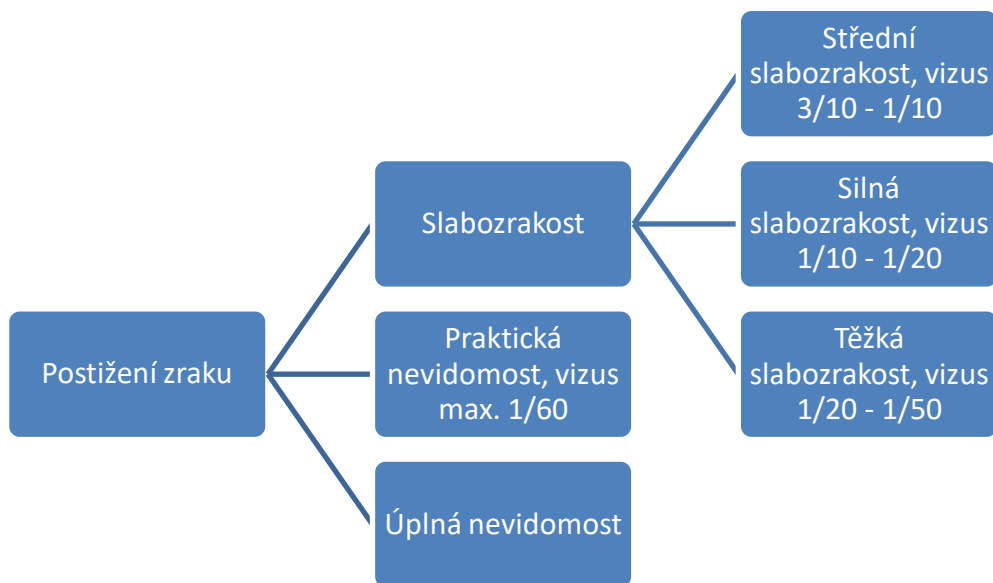 Postižení zraku
Slabozrakost
Praktická
nevidomost, vizus
max. 1/60
Úplná nevidomost
Střední
slabozrakost, vizus
3/10 - 1/10
Silná
slabozrakost, vizus
1/10 - 1/20
Těžká
slabozrakost, vizus
1/20 - 1/50